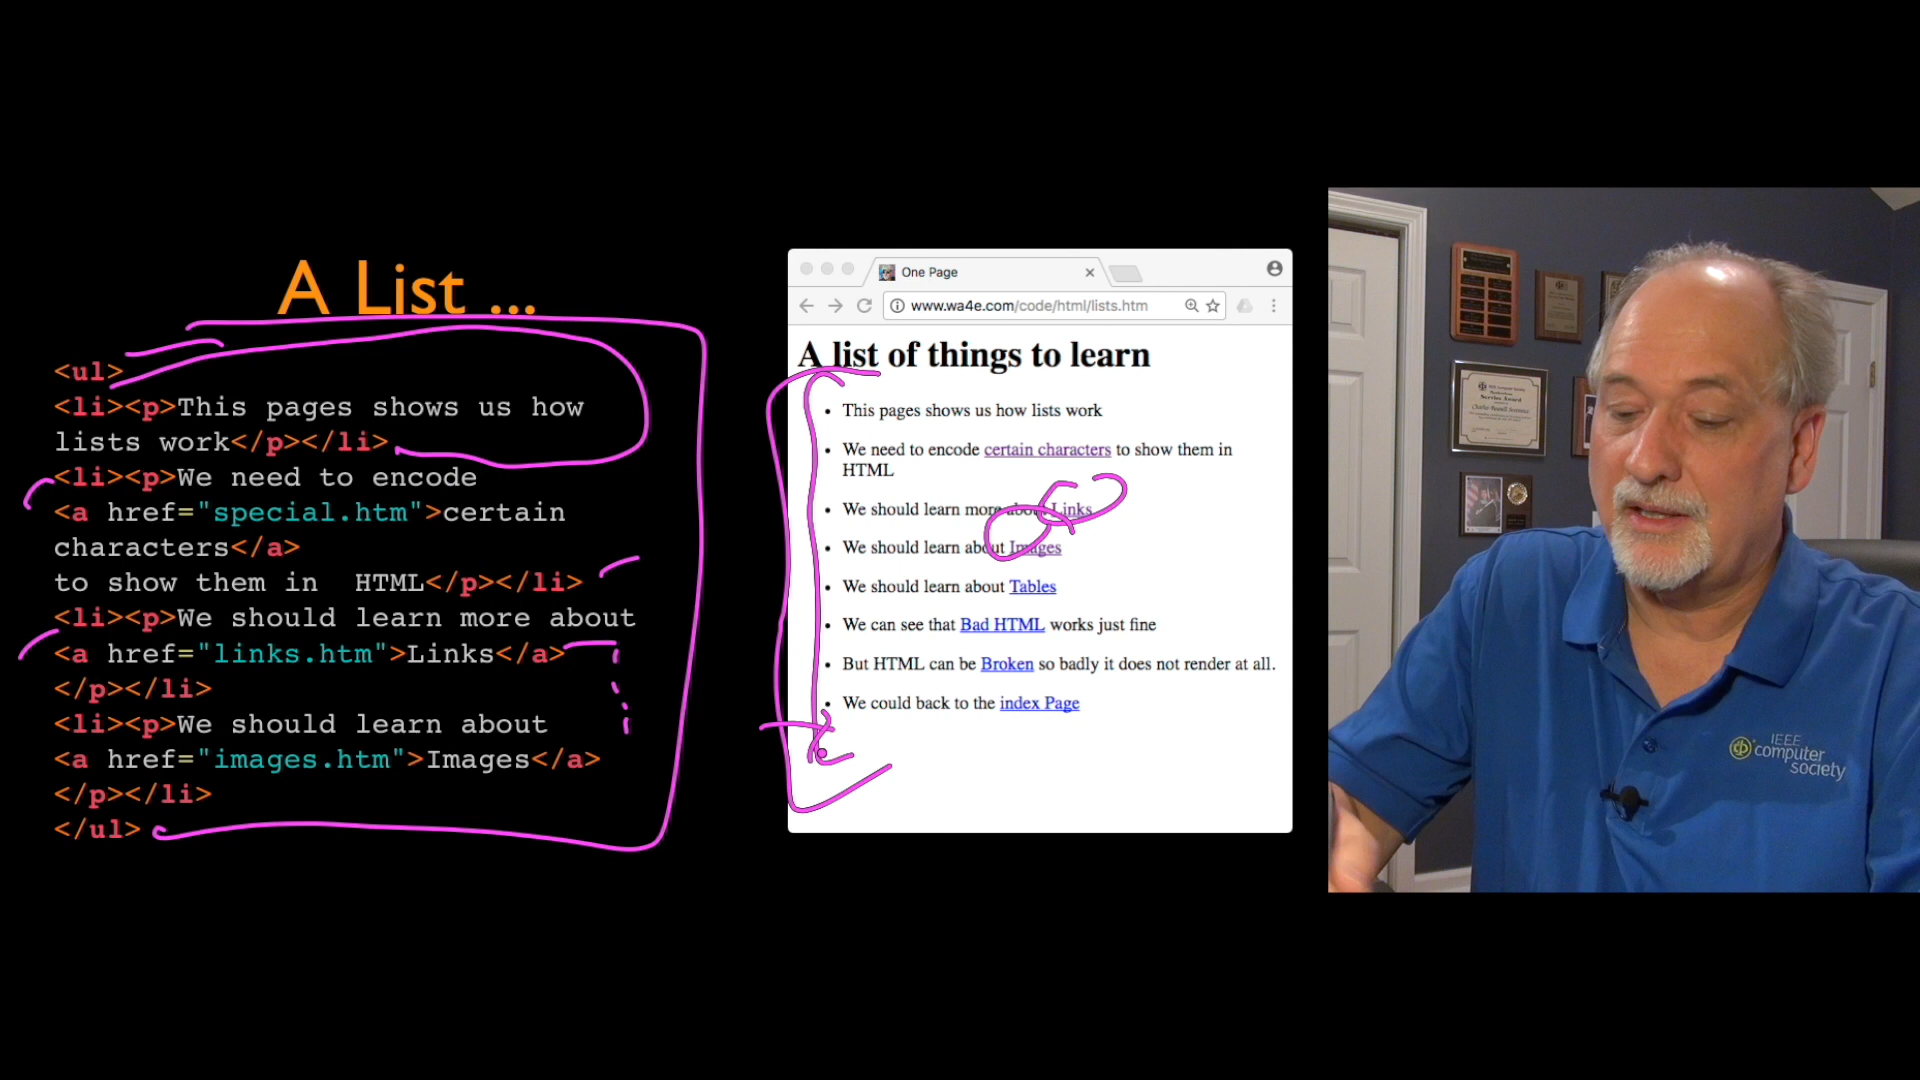 A List ...
<ul>
<li><p>This pages shows us how
lists work</p></li>
<li><p>We need to encode
<a href="special.htm">certain
characters</a>
to show them in  HTML</p></li>
<li><p>We should learn more about
<a href="links.htm">Links</a>
</p></li>
<li><p>We should learn about
<a href="images.htm">Images</a>
</p></li>
</ul>
One Page
www.wa4e.com/code/html/lists.htm
A list of things to learn
• This pages shows us how lists work
• We need to encode certain characters to show them in
HTML
• We should learn more about Links
• We should learn about Images
• We should learn about Tables
• We can see that Bad HTML works just fine
• But HTML can be Broken so badly it does not render at all.
• We could back to the index Page
Service Award
IEEE
computer
society